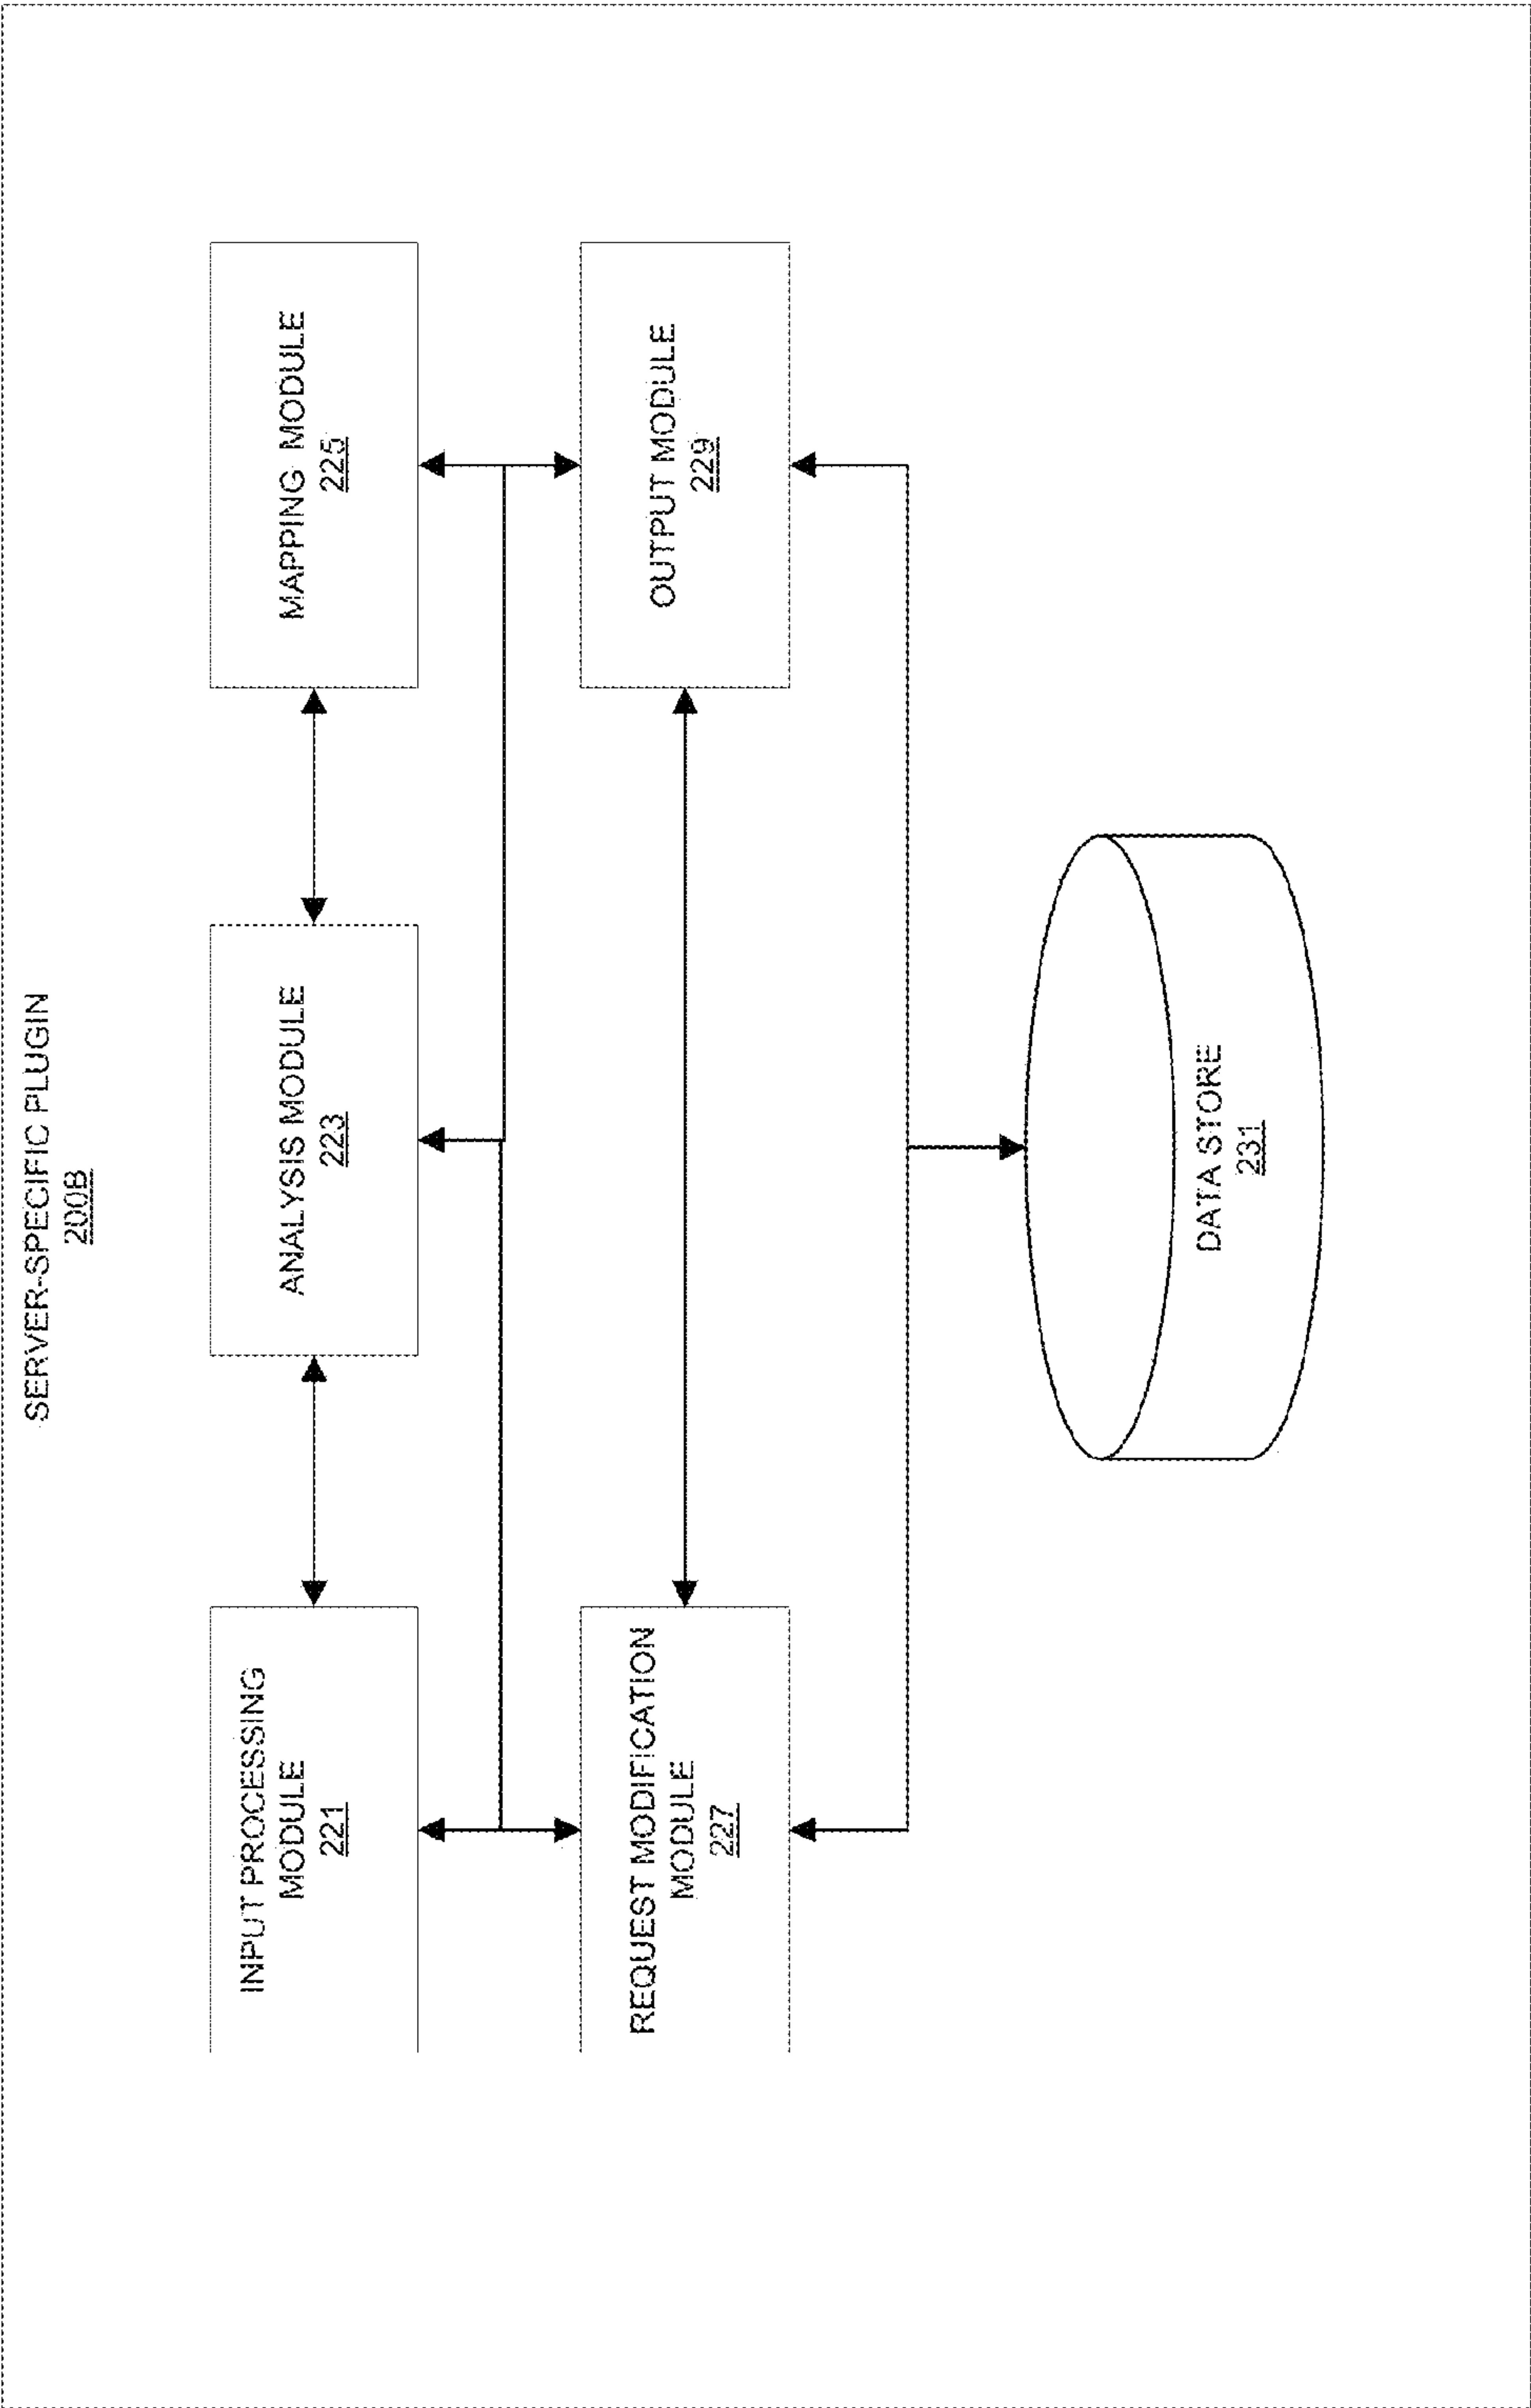 SERVER-SPECIFIC PLUGIN
200B
INPUT PROCESSING
MODULE
221
ANALYSIS MODULE
223
MAPPING MODULE
225
REQUEST MODIFICATION
MODULE
227
OUTPUT MODULE
229
DATA STORE
231